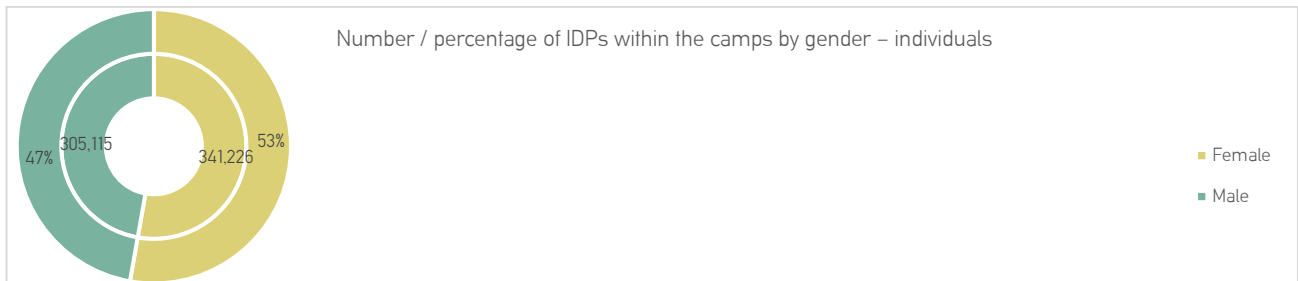 Number / percentage of IDPs within the camps by gender – individuals
305,115
53%
47%
341,226
Female
Male